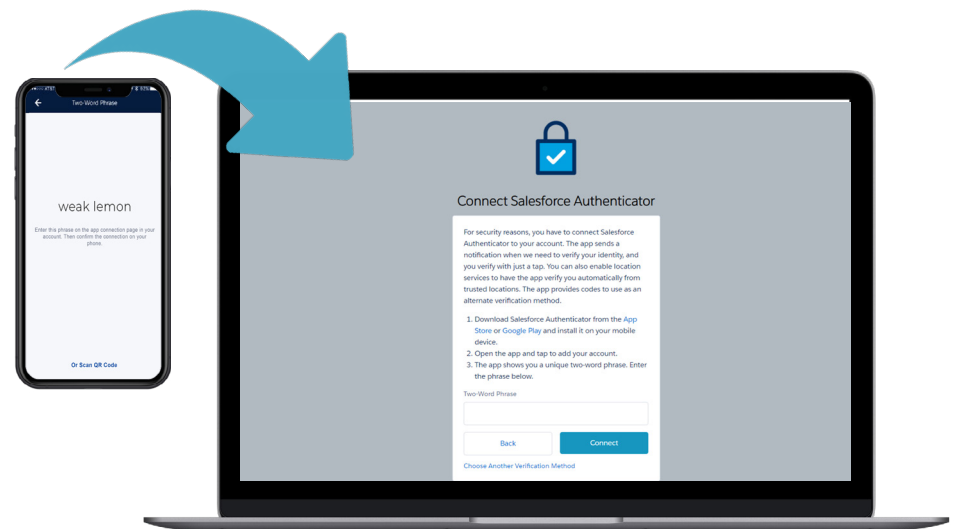 AT&T
92%
Two-Word Phrase
weak lemon
Enter this phrase on the app connection page in your
account. Then confirm the connection on your
phone.
Or Scan QR Code
Connect Salesforce Authenticator
For security reasons, you have to connect Salesforce
Authenticator to your account. The app sends a
notification when we need to verify your identity, and
you verify with just a tap. You can also enable location
services to have the app verify you automatically from
trusted locations. The app provides codes to use as an
alternate verification method.
1. Download Salesforce Authenticator from the App
Store or Google Play and install it on your mobile
device.
2. Open the app and tap to add your account.
3. The app shows you a unique two-word phrase. Enter
the phrase below.
Two-Word Phrase
Back
Connect
Choose Another Verification Method